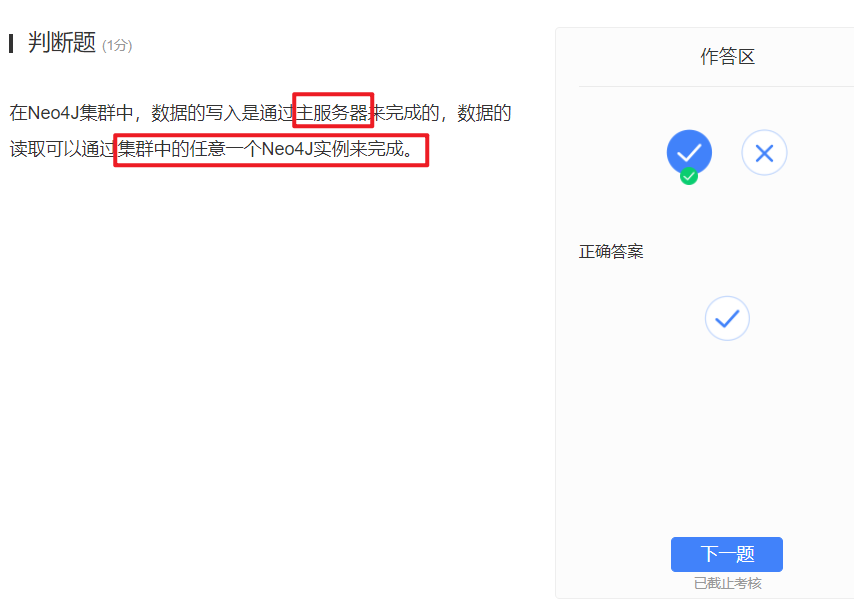 判断题 (1分)
在Neo4J集群中，数据的写入是通过主服务器来完成的，数据的
读取可以通过集群中的任意一个Neo4J实例来完成。
作答区
正确答案
下一题
已截止考核